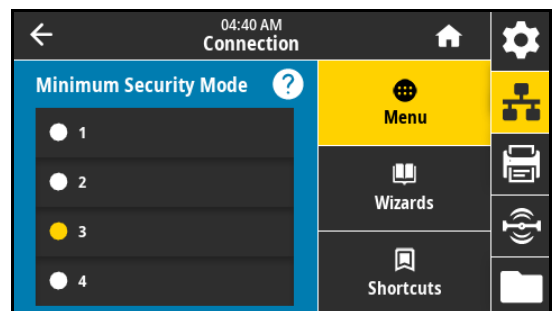 04:40 AM
Connection
Minimum Security Mode ?
1
2
3
4
Menu
Wizards
Shortcuts